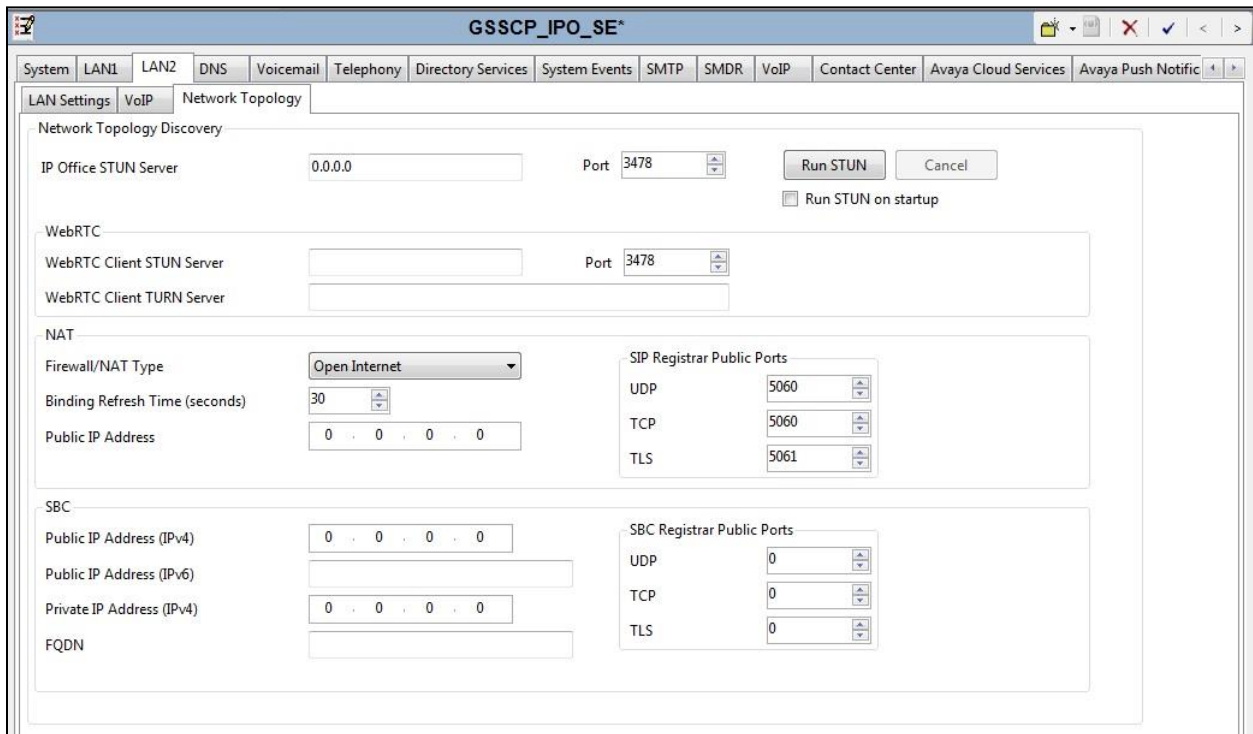 GSSCP_IPO_SE*
System LAN1 LAN2 DNS Voicemail Telephony Directory Services System Events SMTP SMDR VoIP Contact Center Avaya Cloud Services Avaya Push Notific
LAN Settings VoIP Network Topology
Network Topology Discovery
IP Office STUN Server 0.0.0.0 Port 3478 Run STUN Cancel
Run STUN on startup
WebRTC
WebRTC Client STUN Server Port 3478
WebRTC Client TURN Server
NAT
Firewall/NAT Type Open Internet
Binding Refresh Time (seconds) 30
Public IP Address 0 . 0 . 0 . 0
SIP Registrar Public Ports
UDP 5060
TCP 5060
TLS 5061
SBC
Public IP Address (IPv4) 0 . 0 . 0 . 0
Public IP Address (IPv6)
Private IP Address (IPv4) 0 . 0 . 0 . 0
FQDN
SBC Registrar Public Ports
UDP 0
TCP 0
TLS 0